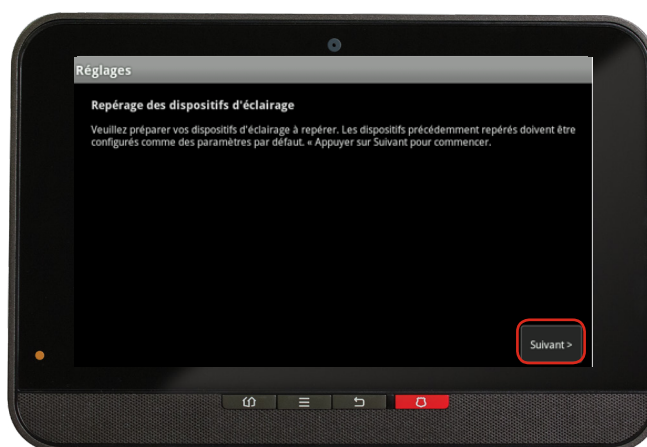 Réglages
Repérage des dispositifs d'éclairage
Veuillez préparer vos dispositifs d'éclairage à repérer. Les dispositifs précédemment repérés doivent être
configurés comme des paramètres par défaut. « Appuyer sur Suivant pour commencer.
Suivant >